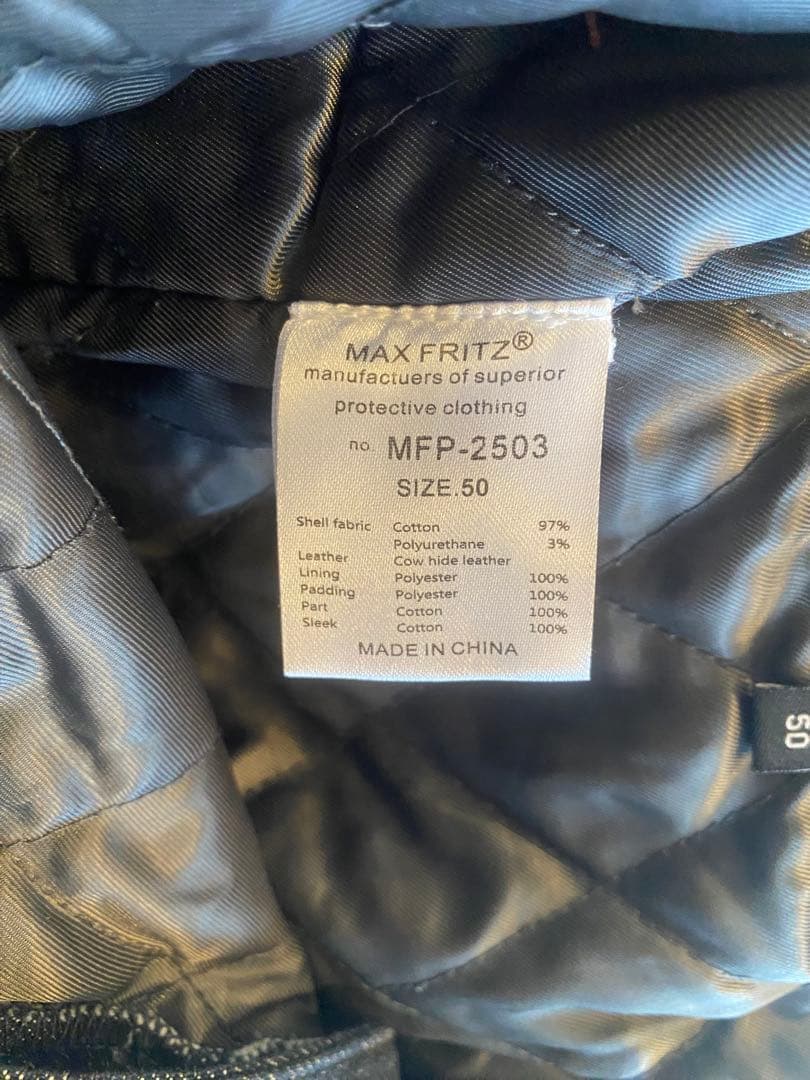 MAX FRITZ®
manufactuers of superior
protective clothing
no. MFP-2503
SIZE.50
Shell fabric Cotton 97%
Polyurethane 3%
Leather Cow hide leather
Lining Polyester 100%
Padding Polyester 100%
Part Cotton 100%
Sleek Cotton 100%
MADE IN CHINA
50